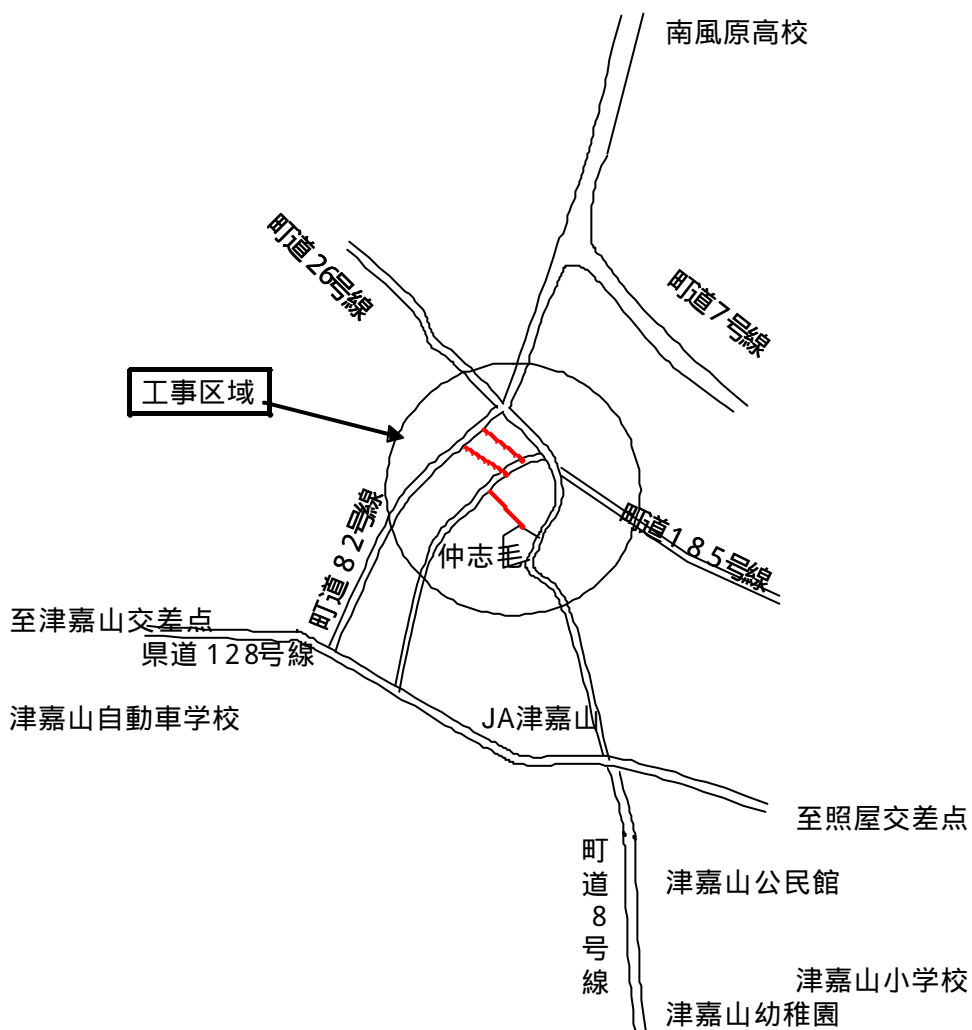 南風原高校
町道26号線
町道7号線
工事区域
町道82号線
町道185号線
仲志毛
至津嘉山交差点
県道128号線
津嘉山自動車学校
JA津嘉山
至照屋交差点
町道8号線
津嘉山公民館
津嘉山小学校
津嘉山幼稚園